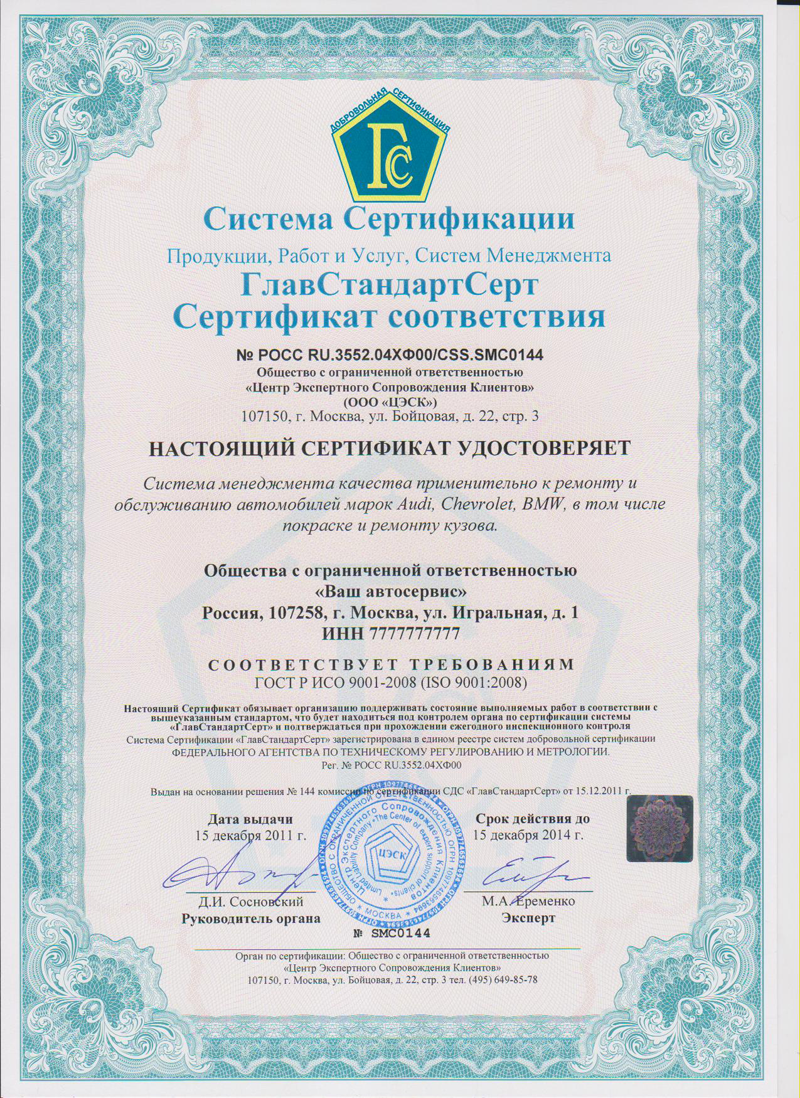 ДОБРОВОЛЬНАЯ СЕРТИФИКАЦИЯ
ГСС
Система Сертификации
Продукции, Работ и Услуг, Систем Менеджмента
ГлавСтандартСерт
Сертификат соответствия
№ РОСС RU.3552.04ХФ00/CSS.SMC0144
Общество с ограниченной ответственностью
«Центр Экспертного Сопровождения Клиентов»
(ООО «ЦЭСК»)
107150, г. Москва, ул. Бойцовая, д. 22, стр. 3
НАСТОЯЩИЙ СЕРТИФИКАТ УДОСТОВЕРЯЕТ
Система менеджмента качества применительно к ремонту и
обслуживанию автомобилей марок Audi, Chevrolet, BMW, в том числе
покраске и ремонту кузова.
Общества с ограниченной ответственностью
«Ваш автосервис»
Россия, 107258, г. Москва, ул. Игральная, д. 1
ИНН 7777777777
СООТВЕТСТВУЕТ ТРЕБОВАНИЯМ
ГОСТ Р ИСО 9001-2008 (ISO 9001:2008)
Настоящий Сертификат обязывает организацию поддерживать состояние выполняемых работ в соответствии с
вышеуказанным стандартом, что будет находиться под контролем органа по сертификации системы
«ГлавСтандартСерт» и подтверждаться при прохождении ежегодного инспекционного контроля
Система Сертификации «ГлавСтандартСерт» зарегистрирована в едином реестре систем добровольной сертификации
ФЕДЕРАЛЬНОГО АГЕНТСТВА ПО ТЕХНИЧЕСКОМУ РЕГУЛИРОВАНИЮ И МЕТРОЛОГИИ.
Рег. № РОСС RU.3552.04ХФ00
Выдан на основании решения № 144 комиссии по сертификации СДС «ГлавСтандартСерт» от 15.12.2011 г.
Дата выдачи
15 декабря 2011 г.
Срок действия до
15 декабря 2014 г.
ОБЩЕСТВО С ОГРАНИЧЕННОЙ ОТВЕТСТВЕННОСТЬЮ
Центр Экспертного Сопровождения Клиентов
МОСКВА
ЦЭСК
Д.И. Сосновский
Руководитель органа
М.А. Еременко
Эксперт
№ SMC0144
Орган по сертификации: Общество с ограниченной ответственностью
«Центр Экспертного Сопровождения Клиентов»
107150, г. Москва, ул. Бойцовая, д. 22, стр. 3 тел. (495) 649-85-78